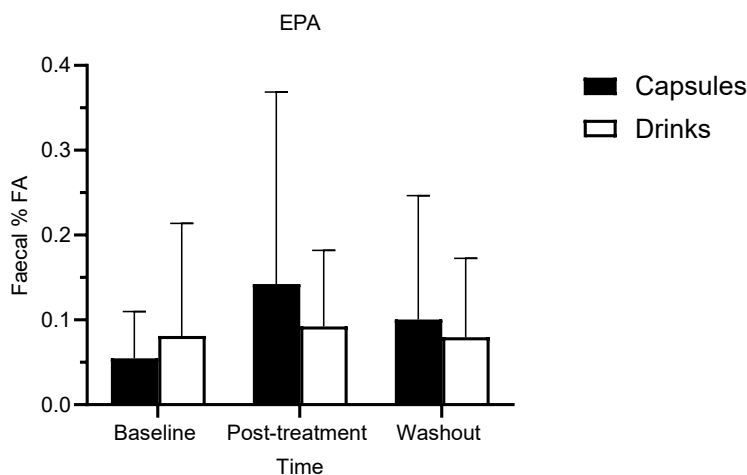 EPA
0.4
0.3
0.2
0.1
0.0
Faecal % FA
Baseline Post-treatment Washout
Time
Capsules
Drinks